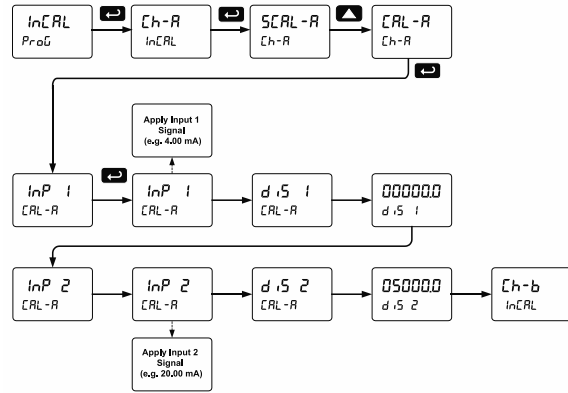 InCAL
ProG
Ch-A
InCAL
SCAL-A
Ch-A
CAL-A
Ch-A
Apply Input 1
Signal
(e.g. 4.00 mA)
InP 1
CAL-A
InP 1
CAL-A
diS 1
CAL-A
00000.0
diS 1
InP 2
CAL-A
InP 2
CAL-A
diS 2
CAL-A
05000.0
diS 2
Ch-b
InCAL
Apply Input 2
Signal
(e.g. 20.00 mA)